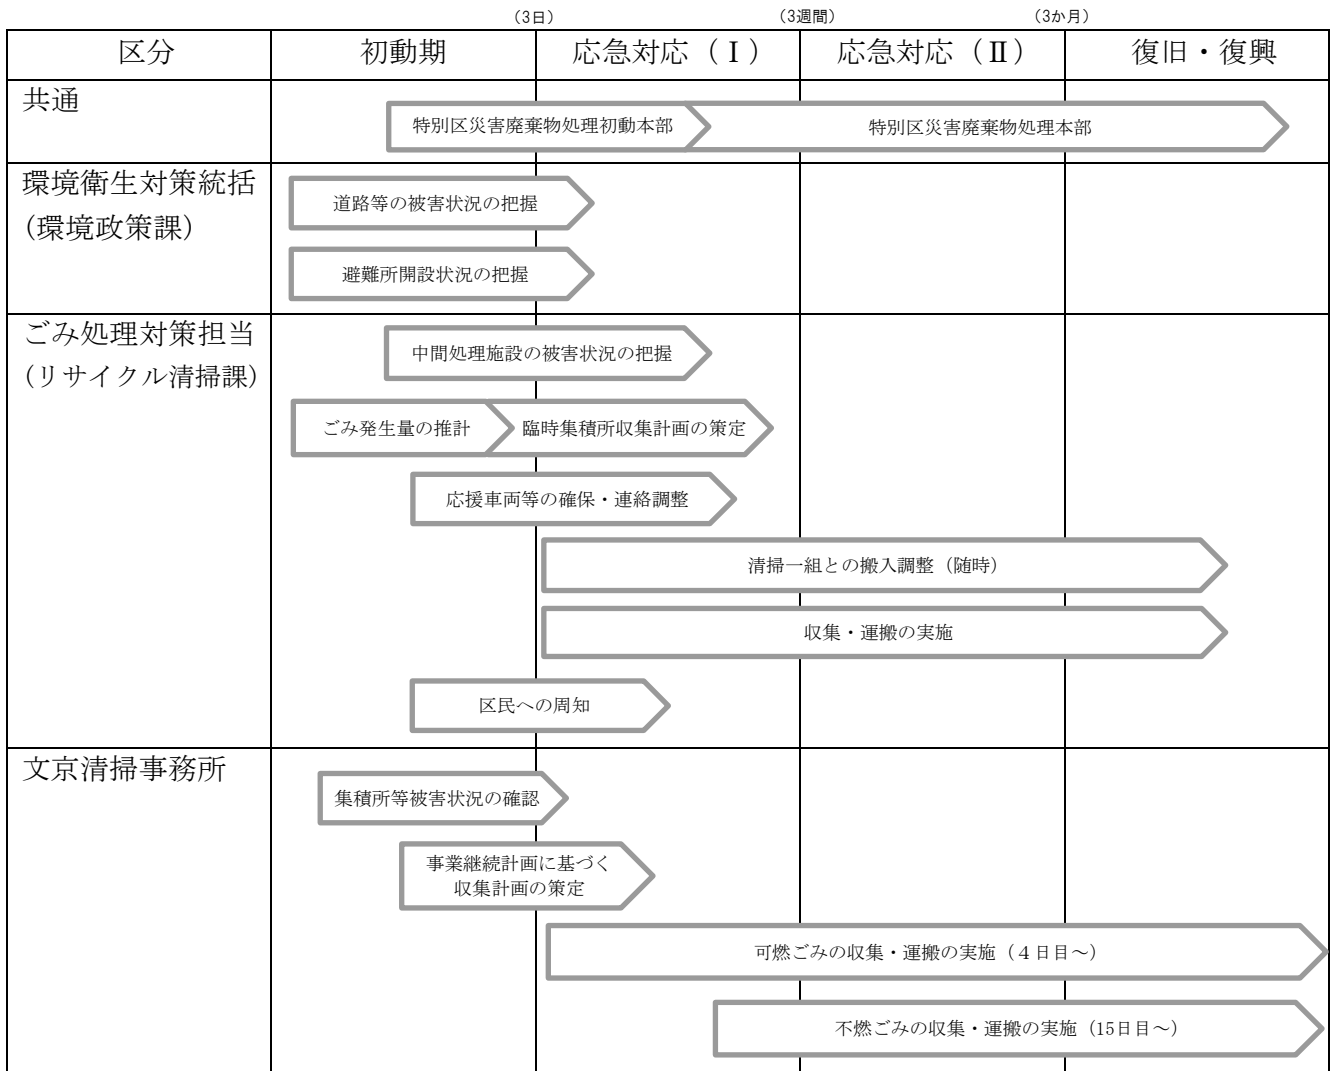 （3日）
（3週間）
（3か月）
区分
初動期
応急対応（Ⅰ）
応急対応（Ⅱ）
復旧・復興
共通
特別区災害廃棄物処理初動本部
特別区災害廃棄物処理本部
環境衛生対策統括
（環境政策課）
道路等の被害状況の把握
避難所開設状況の把握
ごみ処理対策担当
（リサイクル清掃課）
中間処理施設の被害状況の把握
ごみ発生量の推計
臨時集積所収集計画の策定
応援車両等の確保・連絡調整
清掃一組との搬入調整（随時）
収集・運搬の実施
区民への周知
文京清掃事務所
集積所等被害状況の確認
事業継続計画に基づく
収集計画の策定
可燃ごみの収集・運搬の実施（４日目～）
不燃ごみの収集・運搬の実施（15日目～）